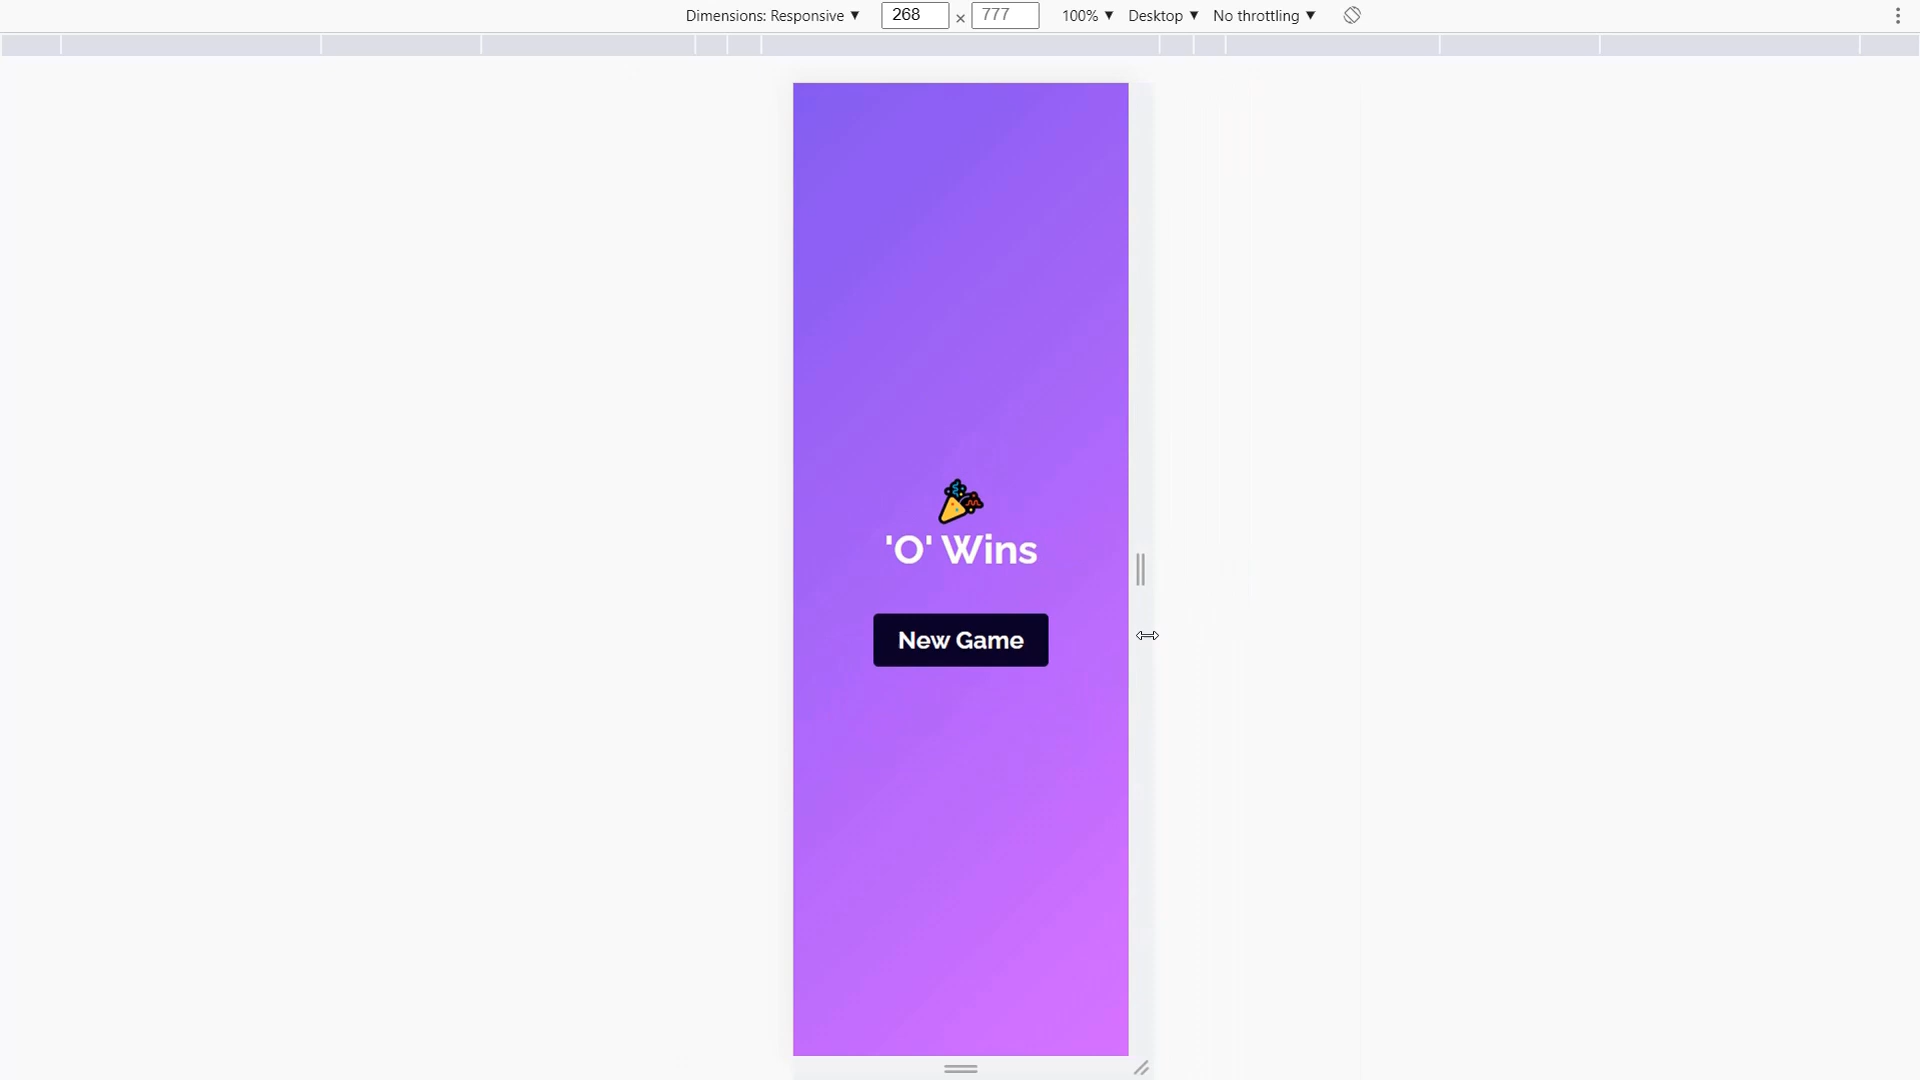 Dimensions: Responsive ▼ 268 × 777 100% ▼ Desktop ▼ No throttling ▼
'O' Wins
New Game